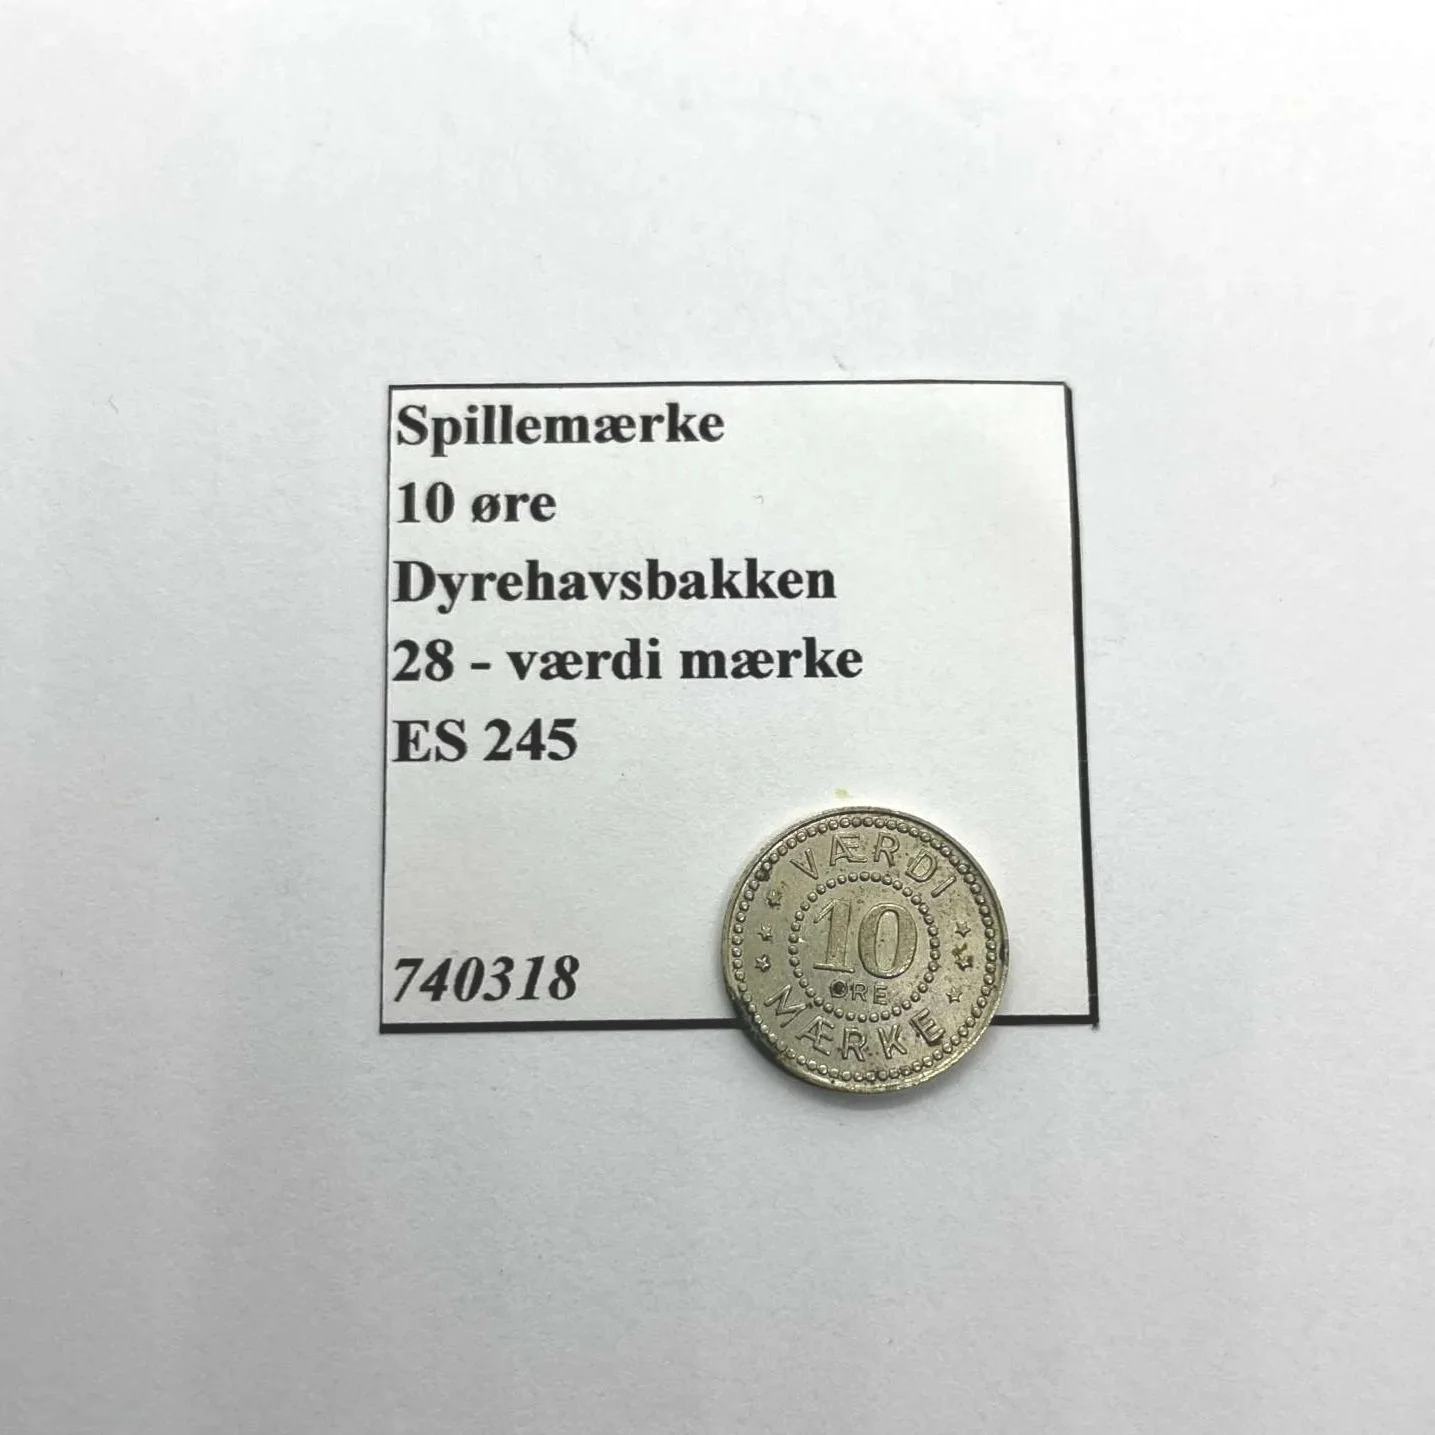 Spillemærke
10 øre
Dyrehavsbakken
28 - værdi mærke
ES 245
740318
VÆRDI
10
ØRE
MÆRKE